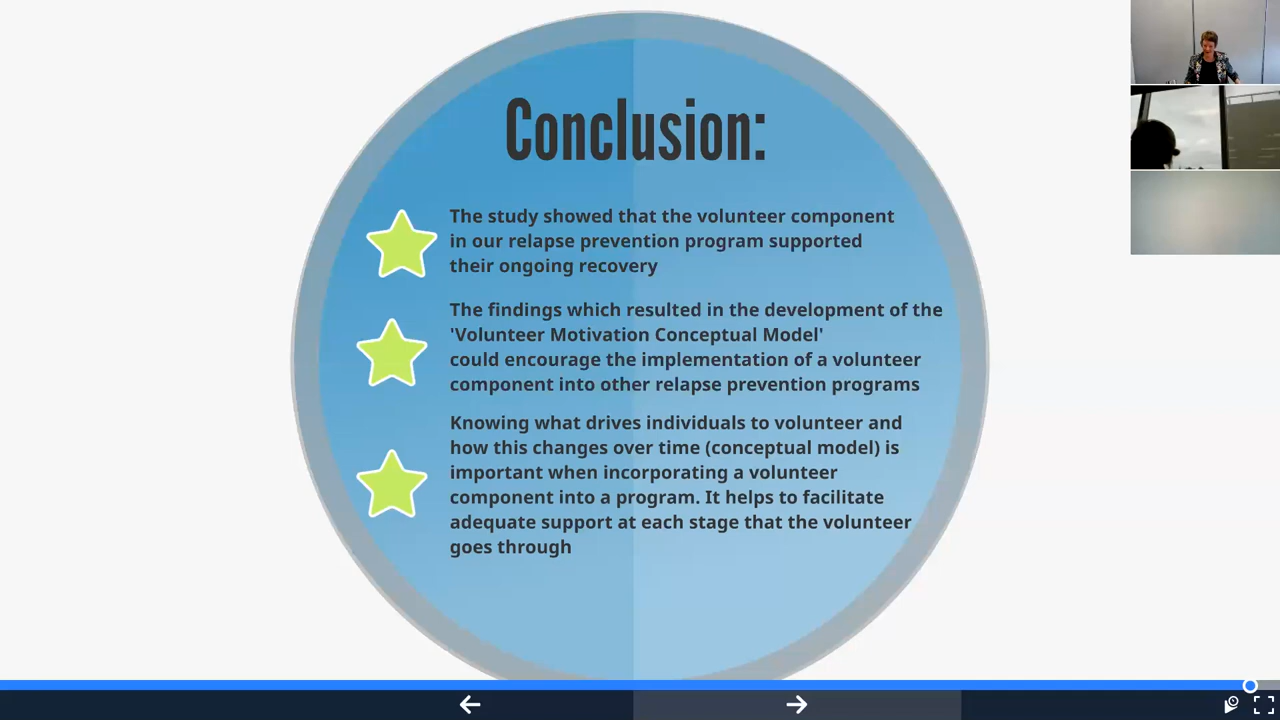 Conclusion:
The study showed that the volunteer component
in our relapse prevention program supported
their ongoing recovery
The findings which resulted in the development of the
'Volunteer Motivation Conceptual Model'
could encourage the implementation of a volunteer
component into other relapse prevention programs
Knowing what drives individuals to volunteer and
how this changes over time (conceptual model) is
important when incorporating a volunteer
component into a program. It helps to facilitate
adequate support at each stage that the volunteer
goes through